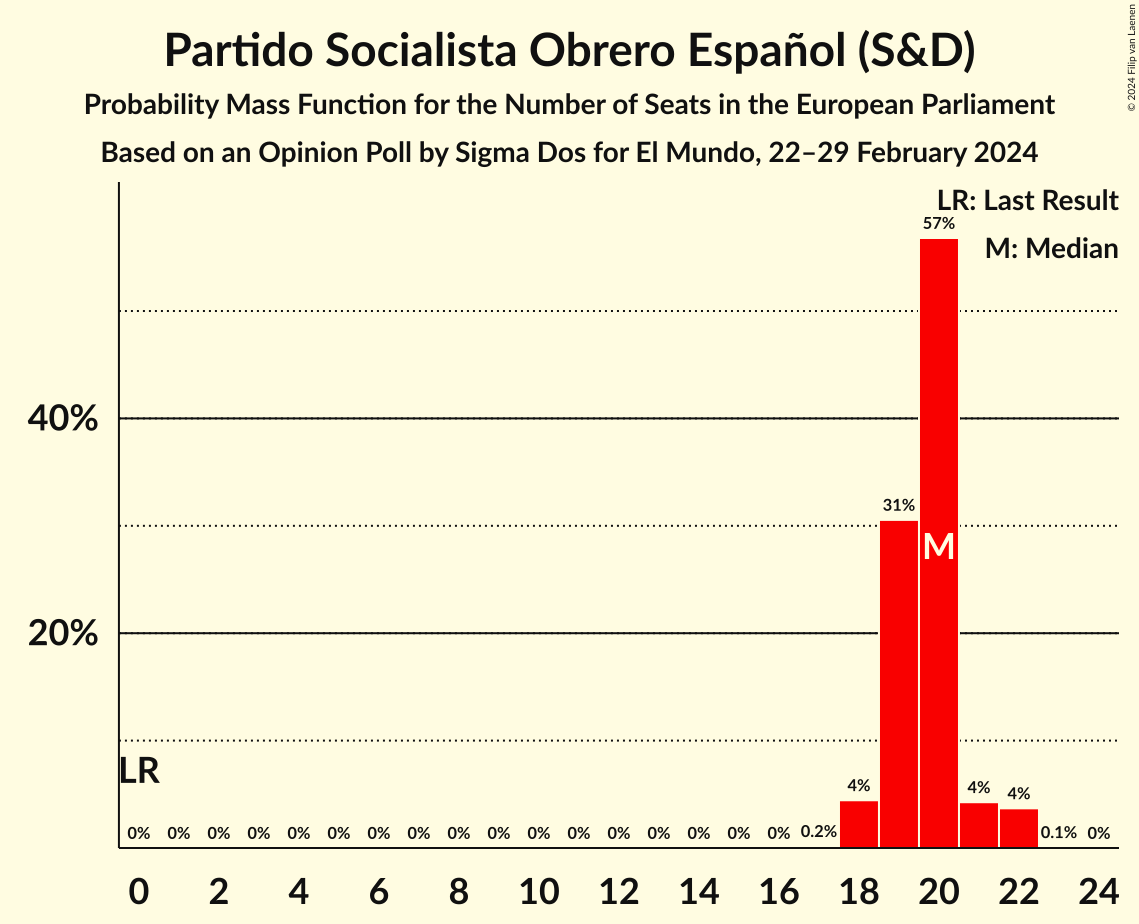 Partido Socialista Obrero Español (S&D)
Probability Mass Function for the Number of Seats in the European Parliament
Based on an Opinion Poll by Sigma Dos for El Mundo, 22–29 February 2024
© 2024 Filip van Laenen
LR: Last Result
57%
M: Median
40%
31%
M
20%
LR
4% 4% 4%
0% 0% 0% 0% 0% 0% 0% 0% 0% 0% 0% 0% 0% 0% 0% 0% 0% 0.2% 0.1% 0%
0 2 4 6 8 10 12 14 16 18 20 22 24